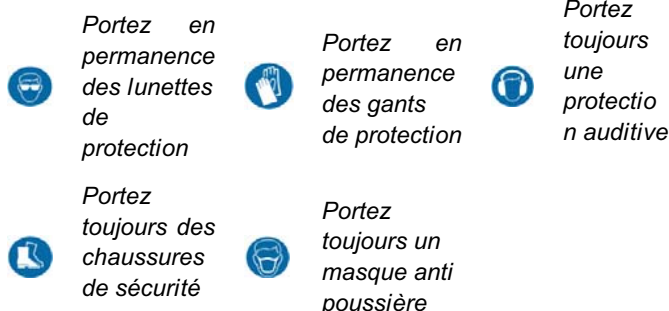 Portez en
permanence
des lunettes
de
protection
Portez en
permanence
des gants
de protection
Portez
toujours
une
protectio
n auditive
Portez
toujours des
chaussures
de sécurité
Portez
toujours un
masque anti
poussière